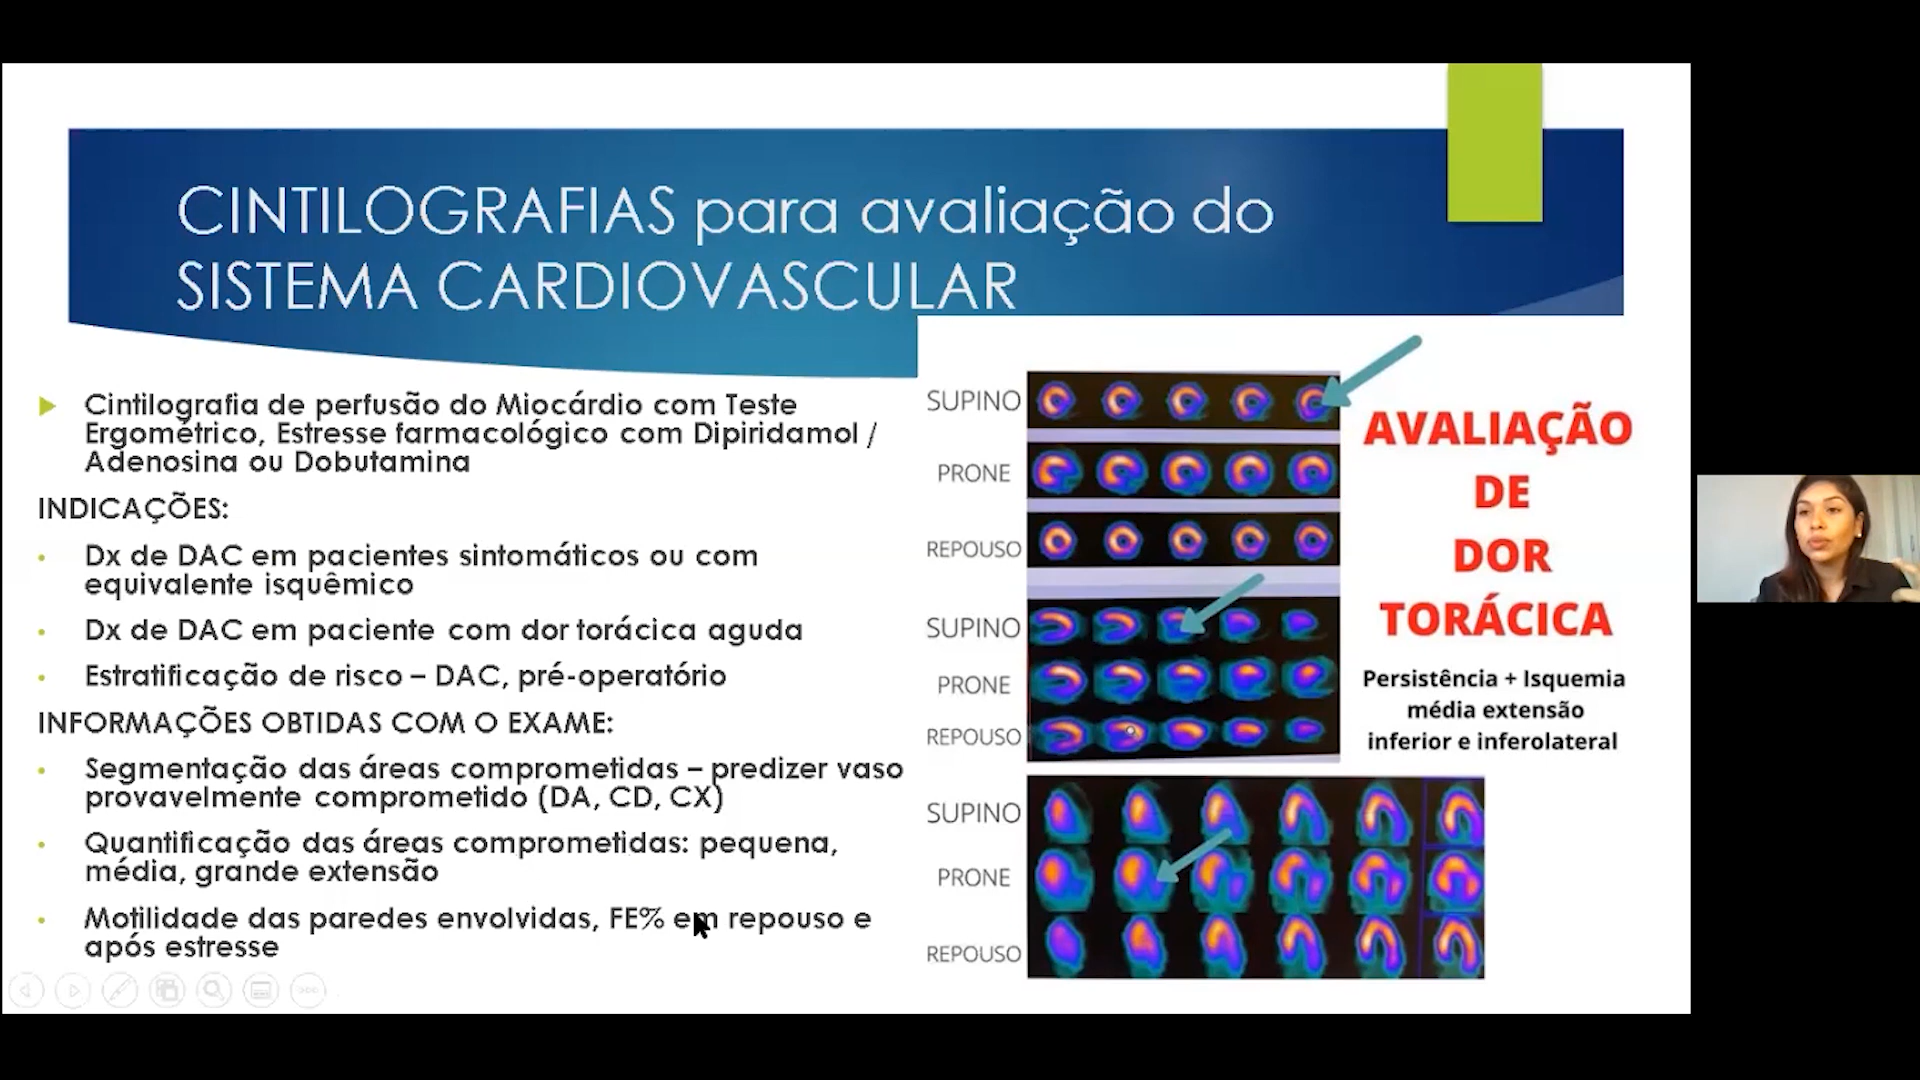 CINTILOGRAFIAS para avaliação do
SISTEMA CARDIOVASCULAR
Cintilografia de perfusão do Miocárdio com Teste
Ergométrico, Estresse farmacológico com Dipiridamol /
Adenosina ou Dobutamina
INDICAÇÕES:
Dx de DAC em pacientes sintomáticos ou com
equivalente isquêmico
Dx de DAC em paciente com dor torácica aguda
Estratificação de risco – DAC, pré-operatório
INFORMAÇÕES OBTIDAS COM O EXAME:
Segmentação das áreas comprometidas – predizer vaso
provavelmente comprometido (DA, CD, CX)
Quantificação das áreas comprometidas: pequena,
média, grande extensão
Motilidade das paredes envolvidas, FE% em repouso e
após estresse
SUPINO
PRONE
REPOUSO
SUPINO
PRONE
REPOUSO
SUPINO
PRONE
REPOUSO
AVALIAÇÃO
DE
DOR
TORÁCICA
Persistência + Isquemia
média extensão
inferior e inferolateral